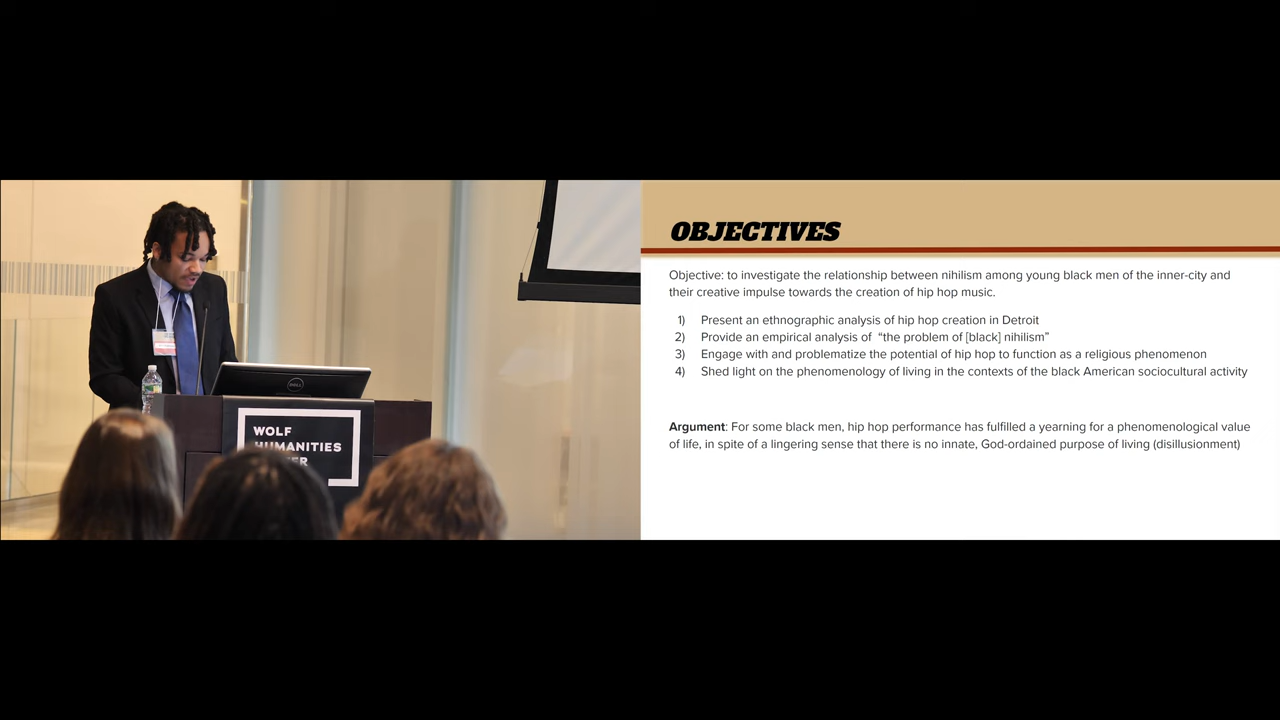 WOLF
HUMANITIES
DELL
OBJECTIVES
Objective: to investigate the relationship between nihilism among young black men of the inner-city and
their creative impulse towards the creation of hip hop music.
1) Present an ethnographic analysis of hip hop creation in Detroit
2) Provide an empirical analysis of “the problem of [black] nihilism”
3) Engage with and problematize the potential of hip hop to function as a religious phenomenon
4) Shed light on the phenomenology of living in the contexts of the black American sociocultural activity
Argument: For some black men, hip hop performance has fulfilled a yearning for a phenomenological value
of life, in spite of a lingering sense that there is no innate, God-ordained purpose of living (disillusionment)